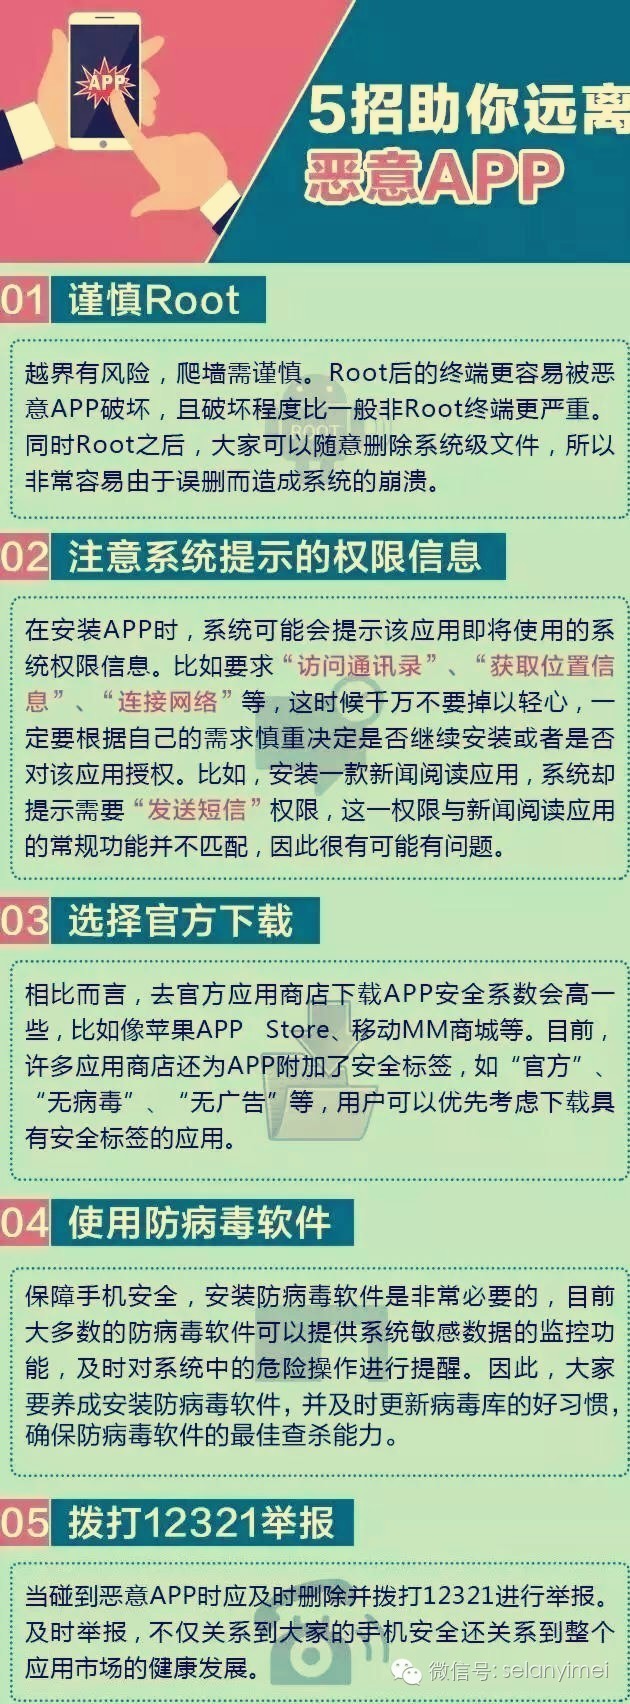 APP
5招助你远离
恶意APP
01 谨慎Root
越界有风险，爬墙需谨慎。Root后的终端更容易被恶
意APP破坏，且破坏程度比一般非Root终端更严重。
同时Root之后，大家可以随意删除系统级文件，所以
非常容易由于误删而造成系统的崩溃。
ROOT
02 注意系统提示的权限信息
在安装APP时，系统可能会提示该应用即将使用的系
统权限信息。比如要求“访问通讯录”、“获取位置信
息”、“连接网络”等，这时候千万不要掉以轻心，一
定要根据自己的需求慎重决定是否继续安装或者是否
对该应用授权。比如，安装一款新闻阅读应用，系统却
提示需要“发送短信”权限，这一权限与新闻阅读应用
的常规功能并不匹配，因此很有可能有问题。
03 选择官方下载
相比而言，去官方应用商店下载APP安全系数会高一
些，比如像苹果APP Store、移动MM商城等。目前，
许多应用商店还为APP附加了安全标签，如“官方”、
“无病毒”、“无广告”等，用户可以优先考虑下载具
有安全标签的应用。
04 使用防病毒软件
保障手机安全，安装防病毒软件是非常必要的，目前
大多数的防病毒软件可以提供系统敏感数据的监控功
能，及时对系统中的危险操作进行提醒。因此，大家
要养成安装防病毒软件，并及时更新病毒库的好习惯，
确保防病毒软件的最佳查杀能力。
05 拨打12321举报
当碰到恶意APP时应及时删除并拨打12321进行举报。
及时举报，不仅关系到大家的手机安全还关系到整个
应用市场的健康发展。
微信号: selanyimei